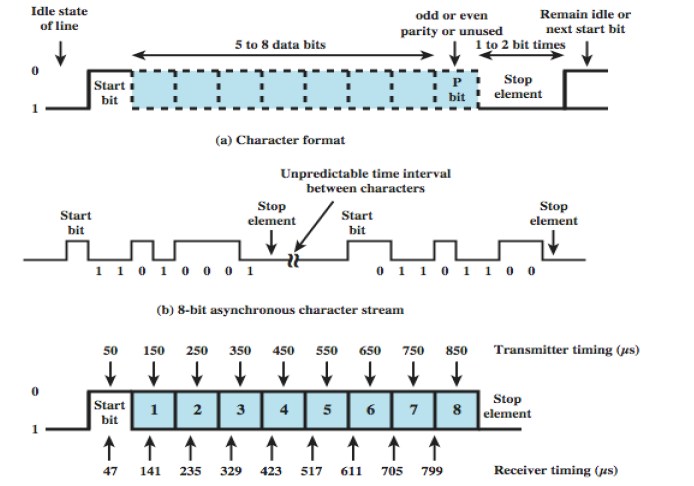 Idle state
of line
odd or even
parity or unused
Remain idle or
next start bit
5 to 8 data bits
1 to 2 bit times
0
1
Start
bit
P
bit
Stop
element
(a) Character format
Unpredictable time interval
between characters
Start
bit
Stop
element
Start
bit
Stop
element
1 1 0 1 0 0 0 1
0 1 1 0 1 1 0 0
(b) 8-bit asynchronous character stream
50 150 250 350 450 550 650 750 850 Transmitter timing (μs)
0
1
Start
bit
1 2 3 4 5 6 7 8
Stop
element
47 141 235 329 423 517 611 705 799 Receiver timing (μs)